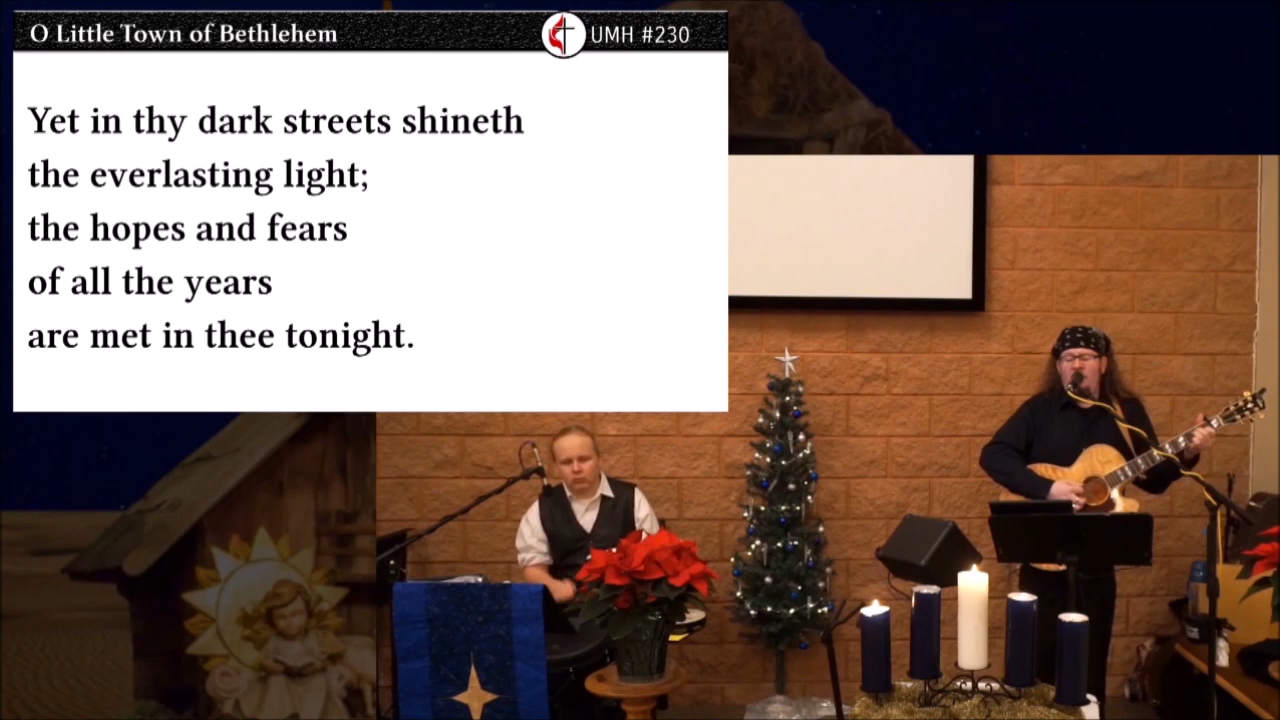 O Little Town of Bethlehem
UMH #230
Yet in thy dark streets shineth
the everlasting light;
the hopes and fears
of all the years
are met in thee tonight.